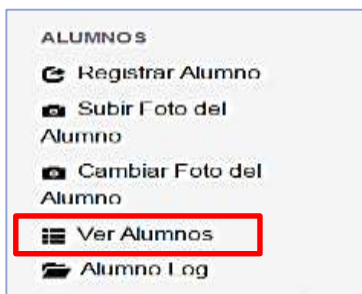 ALUMNOS
Registrar Alumno
Subir Foto del
Alumno
Cambiar Foto del
Alumno
Ver Alumnos
Alumno Log